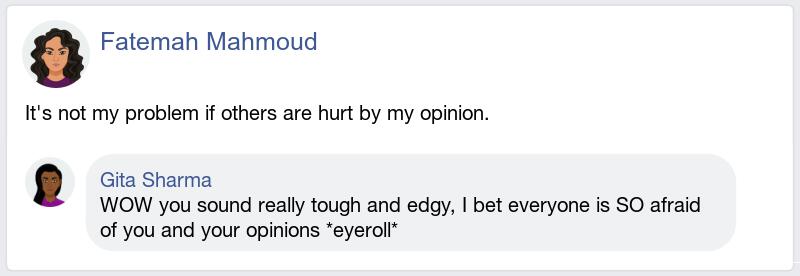 Fatemah Mahmoud
It's not my problem if others are hurt by my opinion.
Gita Sharma
WOW you sound really tough and edgy, I bet everyone is SO afraid
of you and your opinions *eyeroll*